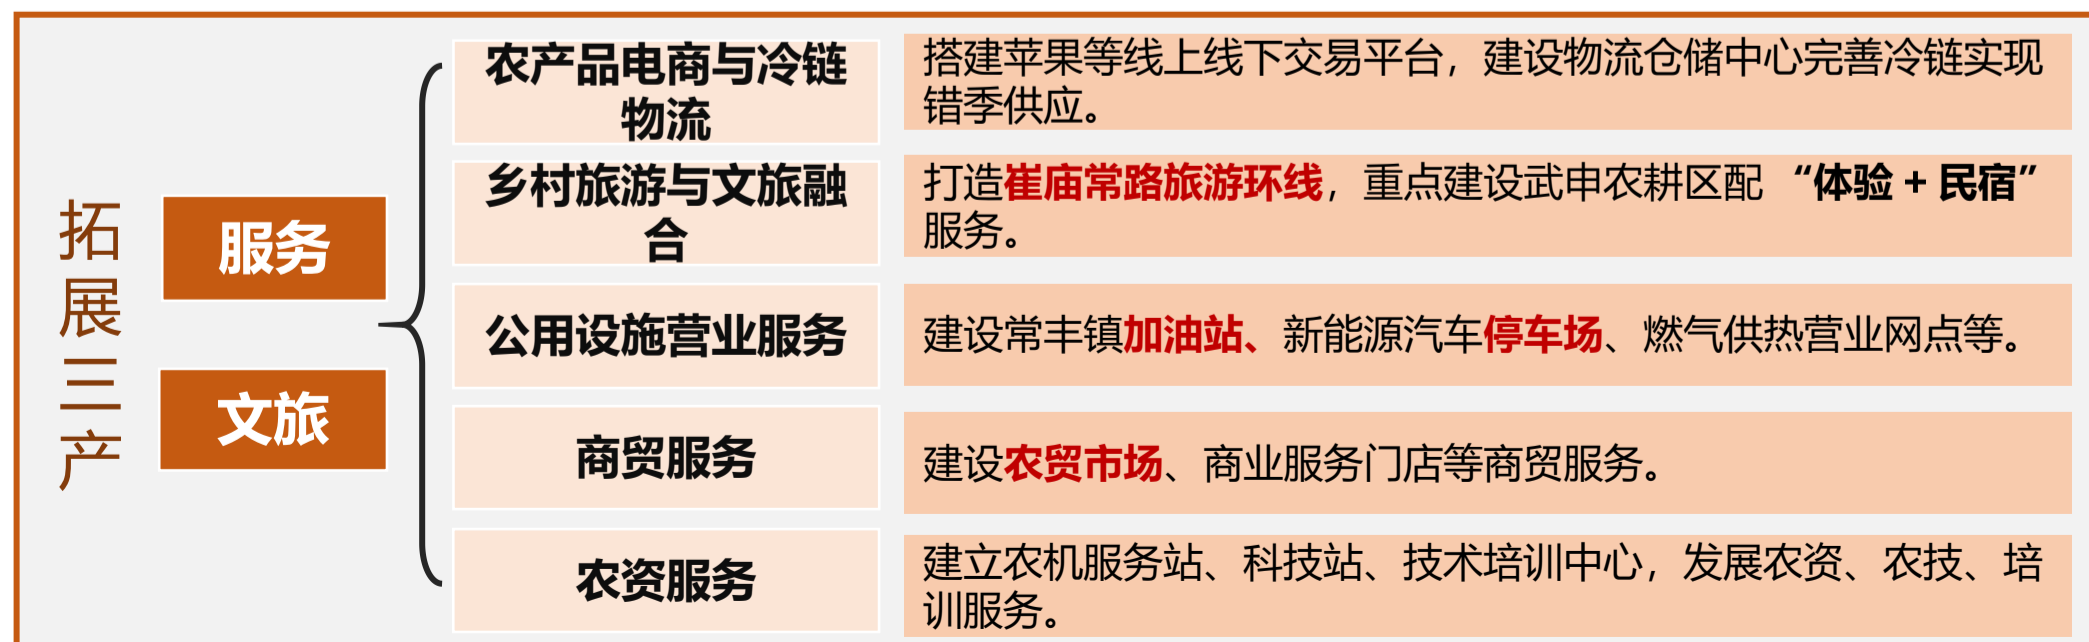 拓展三产
服务
文旅
农产品电商与冷链
物流
搭建苹果等线上线下交易平台，建设物流仓储中心完善冷链实现
错季供应。
乡村旅游与文旅融
合
打造崔庙常路旅游环线，重点建设武申农耕区配 “体验 + 民宿”
服务。
公用设施营业服务
建设常丰镇加油站、新能源汽车停车场、燃气供热营业网点等。
商贸服务
建设农贸市场、商业服务门店等商贸服务。
农资服务
建立农机服务站、科技站、技术培训中心，发展农资、农技、培
训服务。